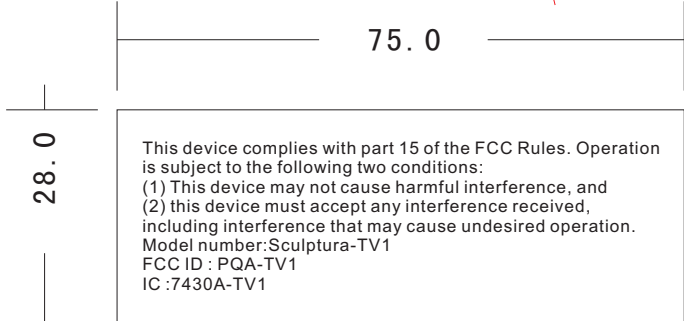 75.0
28.0
This device complies with part 15 of the FCC Rules. Operation
is subject to the following two conditions:
(1) This device may not cause harmful interference, and
(2) this device must accept any interference received,
including interference that may cause undesired operation.
Model number:Sculptura-TV1
FCC ID : PQA-TV1
IC :7430A-TV1